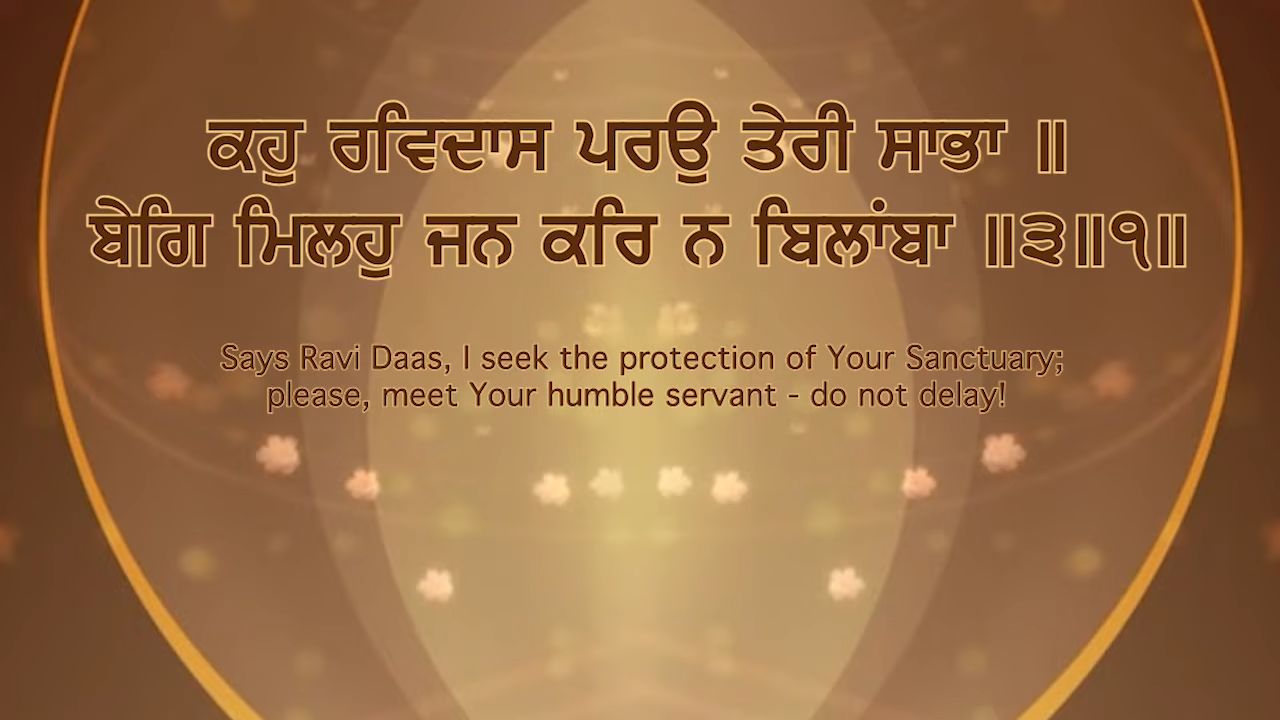 ਕਹੁ ਰਵਿਦਾਸ ਪਰਉ ਤੇਰੀ ਸਾਭਾ ॥
ਬੇਗਿ ਮਿਲਹੁ ਜਨ ਕਰਿ ਨ ਬਿਲਾਂਬਾ ॥੩॥੧॥
Says Ravi Daas, I seek the protection of Your Sanctuary;
please, meet Your humble servant - do not delay!